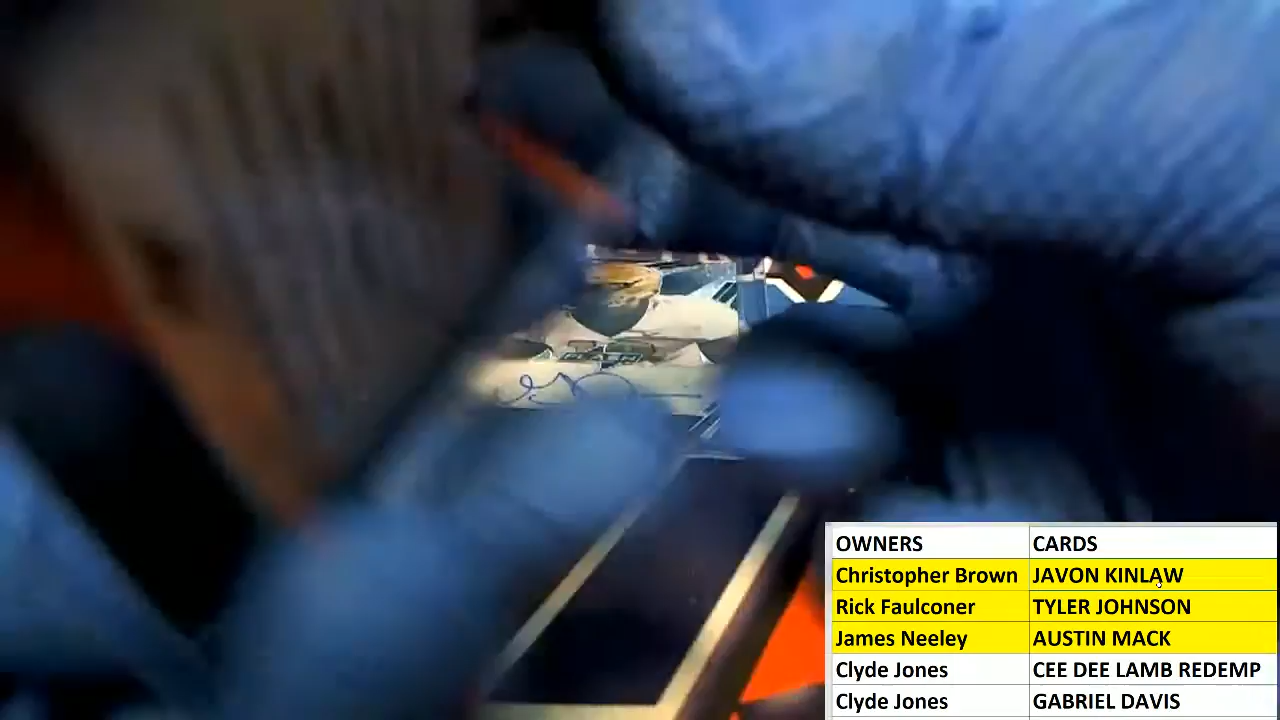 OWNERS CARDS
Christopher Brown JAVON KINLAW
Rick Faulconer TYLER JOHNSON
James Neeley AUSTIN MACK
Clyde Jones CEE DEE LAMB REDEMP
Clyde Jones GABRIEL DAVIS